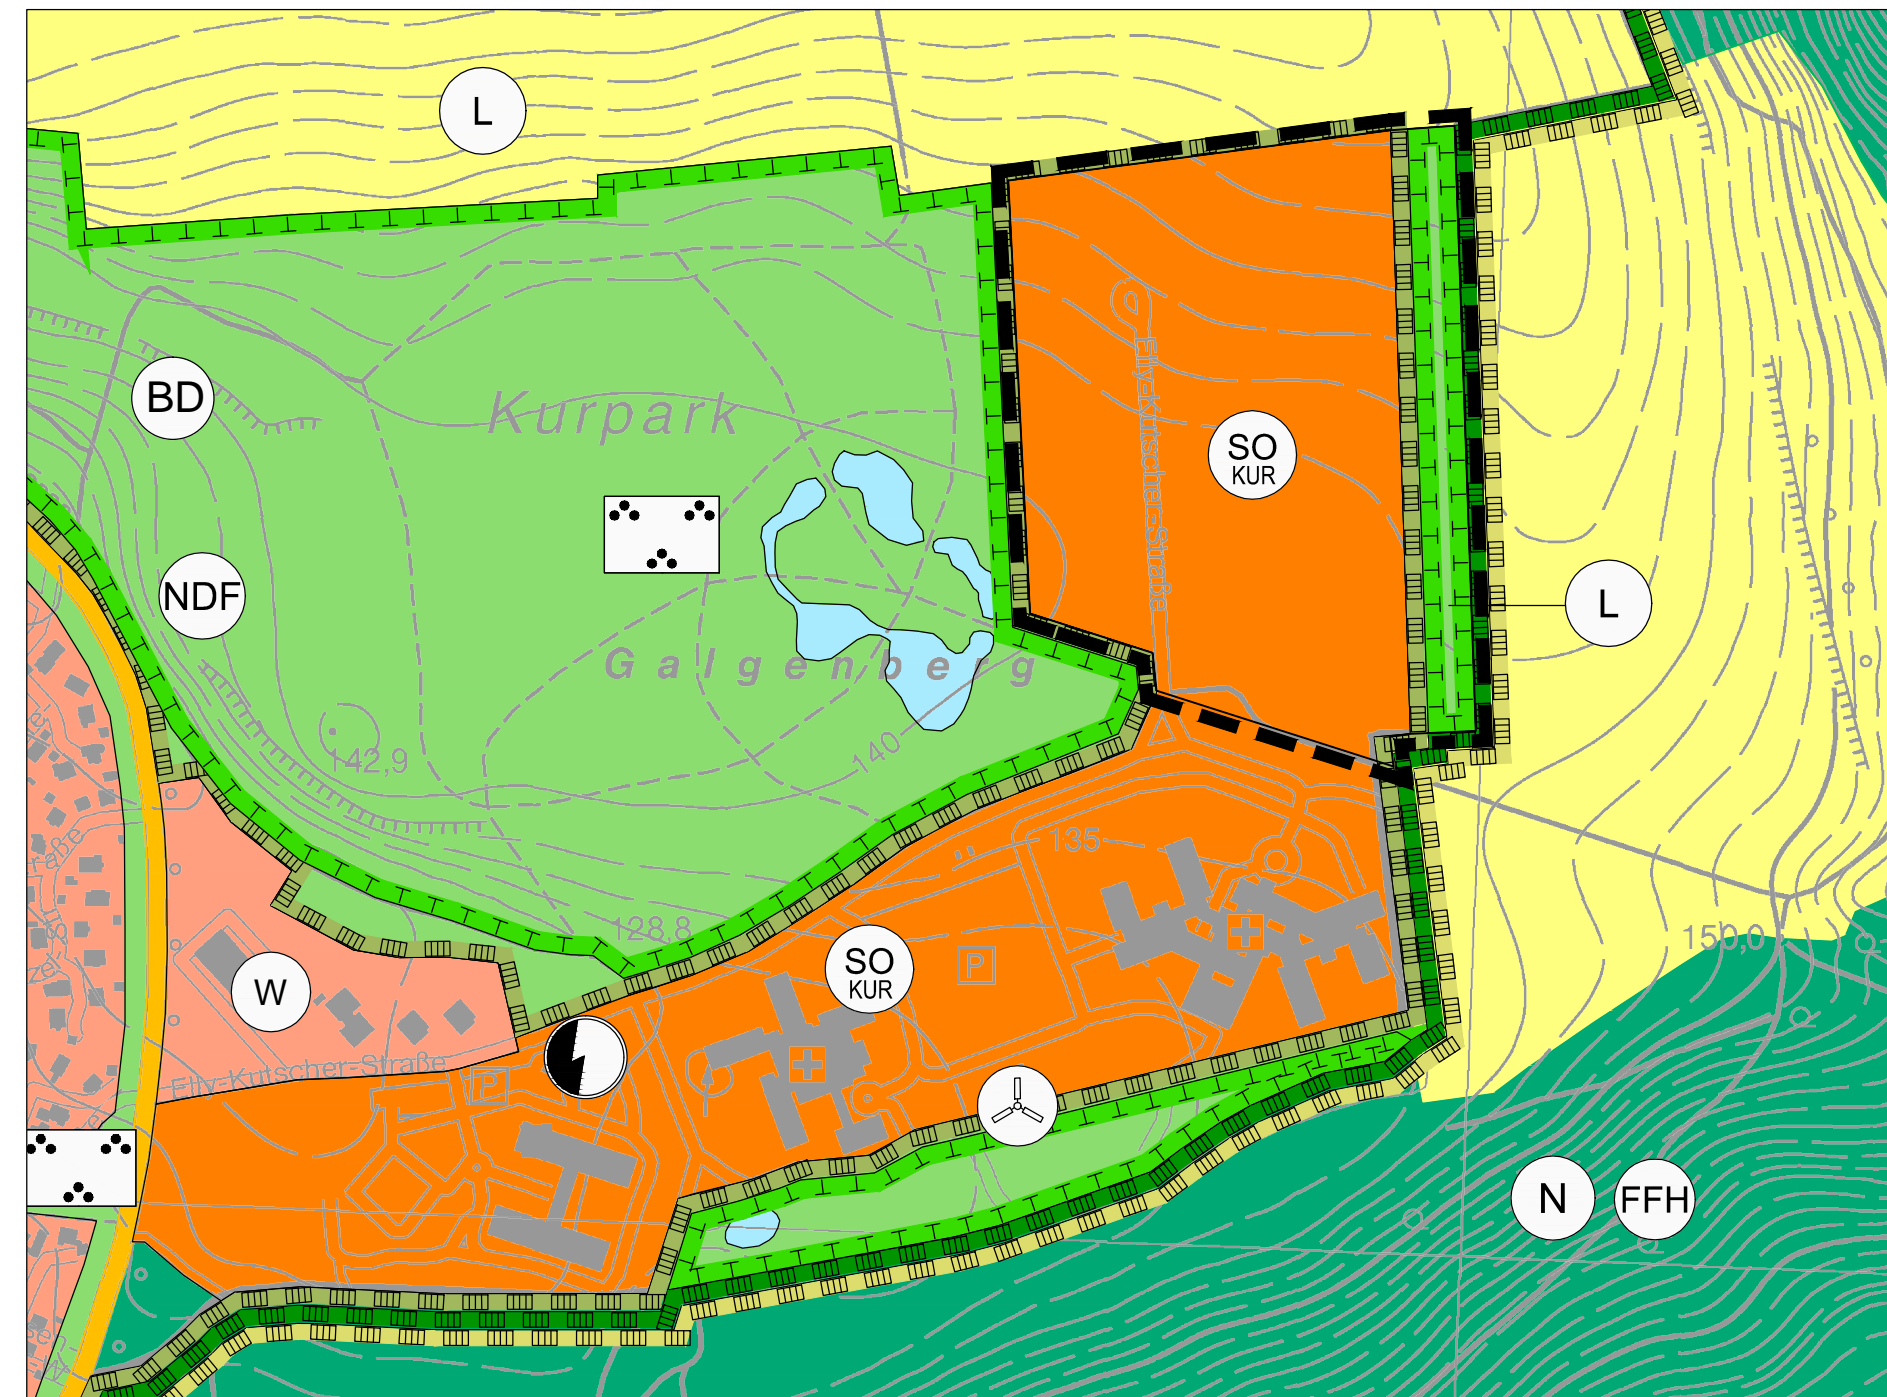 L
BD
Kurpark
Elly-Kutscher-Straße
SO
KUR
NDF
L
Galgenberg
142,9
140
135
128,8
150,0
SO
KUR
P
W
Elly-Kutscher-Straße
P
N
FFH